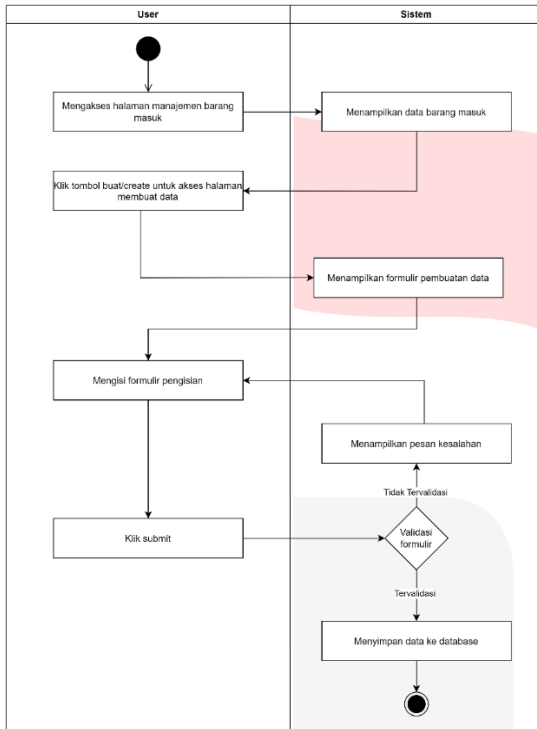 User
Sistem
Mengakses halaman manajemen barang
masuk
Menampilkan data barang masuk
Klik tombol buat/create untuk akses halaman
membuat data
Menampilkan formulir pembuatan data
Mengisi formulir pengisian
Menampilkan pesan kesalahan
Tidak Tervalidasi
Klik submit
Validasi
formulir
Tervalidasi
Menyimpan data ke database